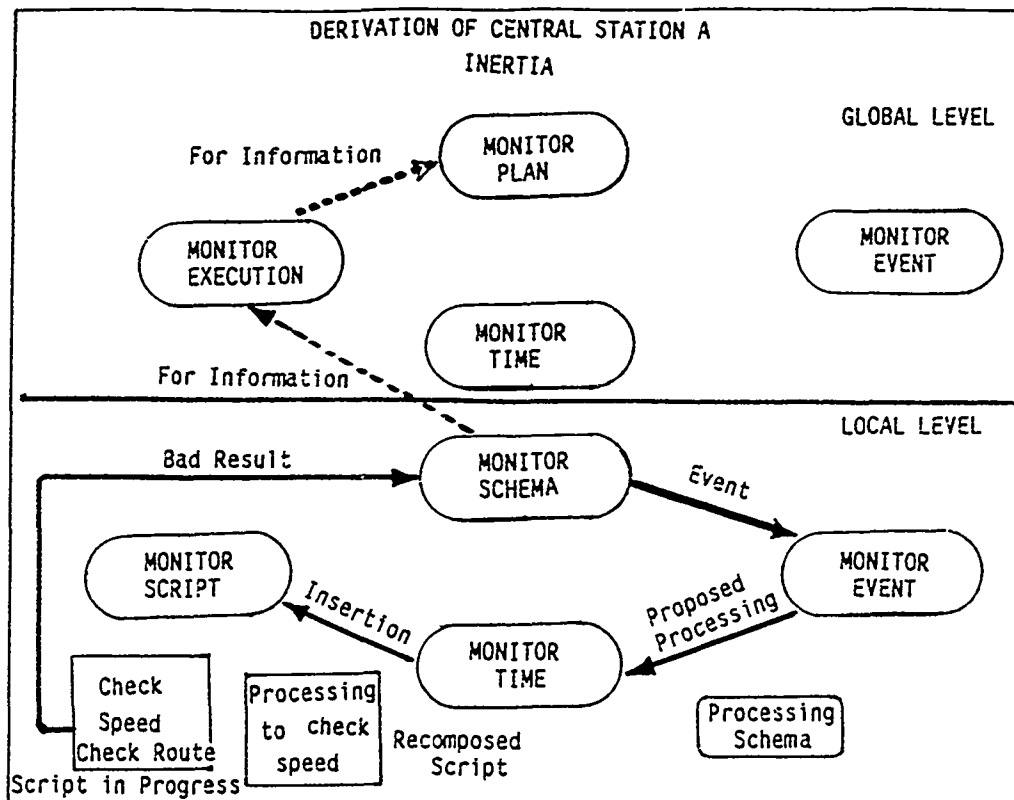 DERIVATION OF CENTRAL STATION A
INERTIA
GLOBAL LEVEL
For Information
MONITOR
PLAN
MONITOR
EXECUTION
MONITOR
EVENT
MONITOR
TIME
For Information
LOCAL LEVEL
Bad Result
MONITOR
SCHEMA
Event
MONITOR
SCRIPT
MONITOR
EVENT
Insertion
Proposed
Processing
MONITOR
TIME
Check
Speed
Check Route
Script in Progress
Processing
to check
speed
Recomposed
Script
Processing
Schema